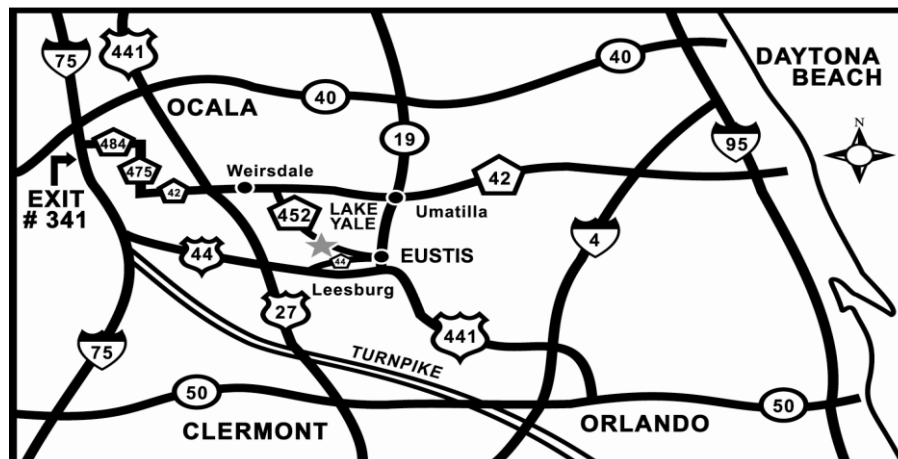 75
441
DAYTONA
BEACH
40
OCALA
40
19
95
N
484
475
42
Weirsdale
42
EXIT
# 341
452
LAKE
YALE
Umatilla
4
44
44
EUSTIS
Leesburg
27
441
75
TURNPIKE
50
CLERMONT
ORLANDO
50